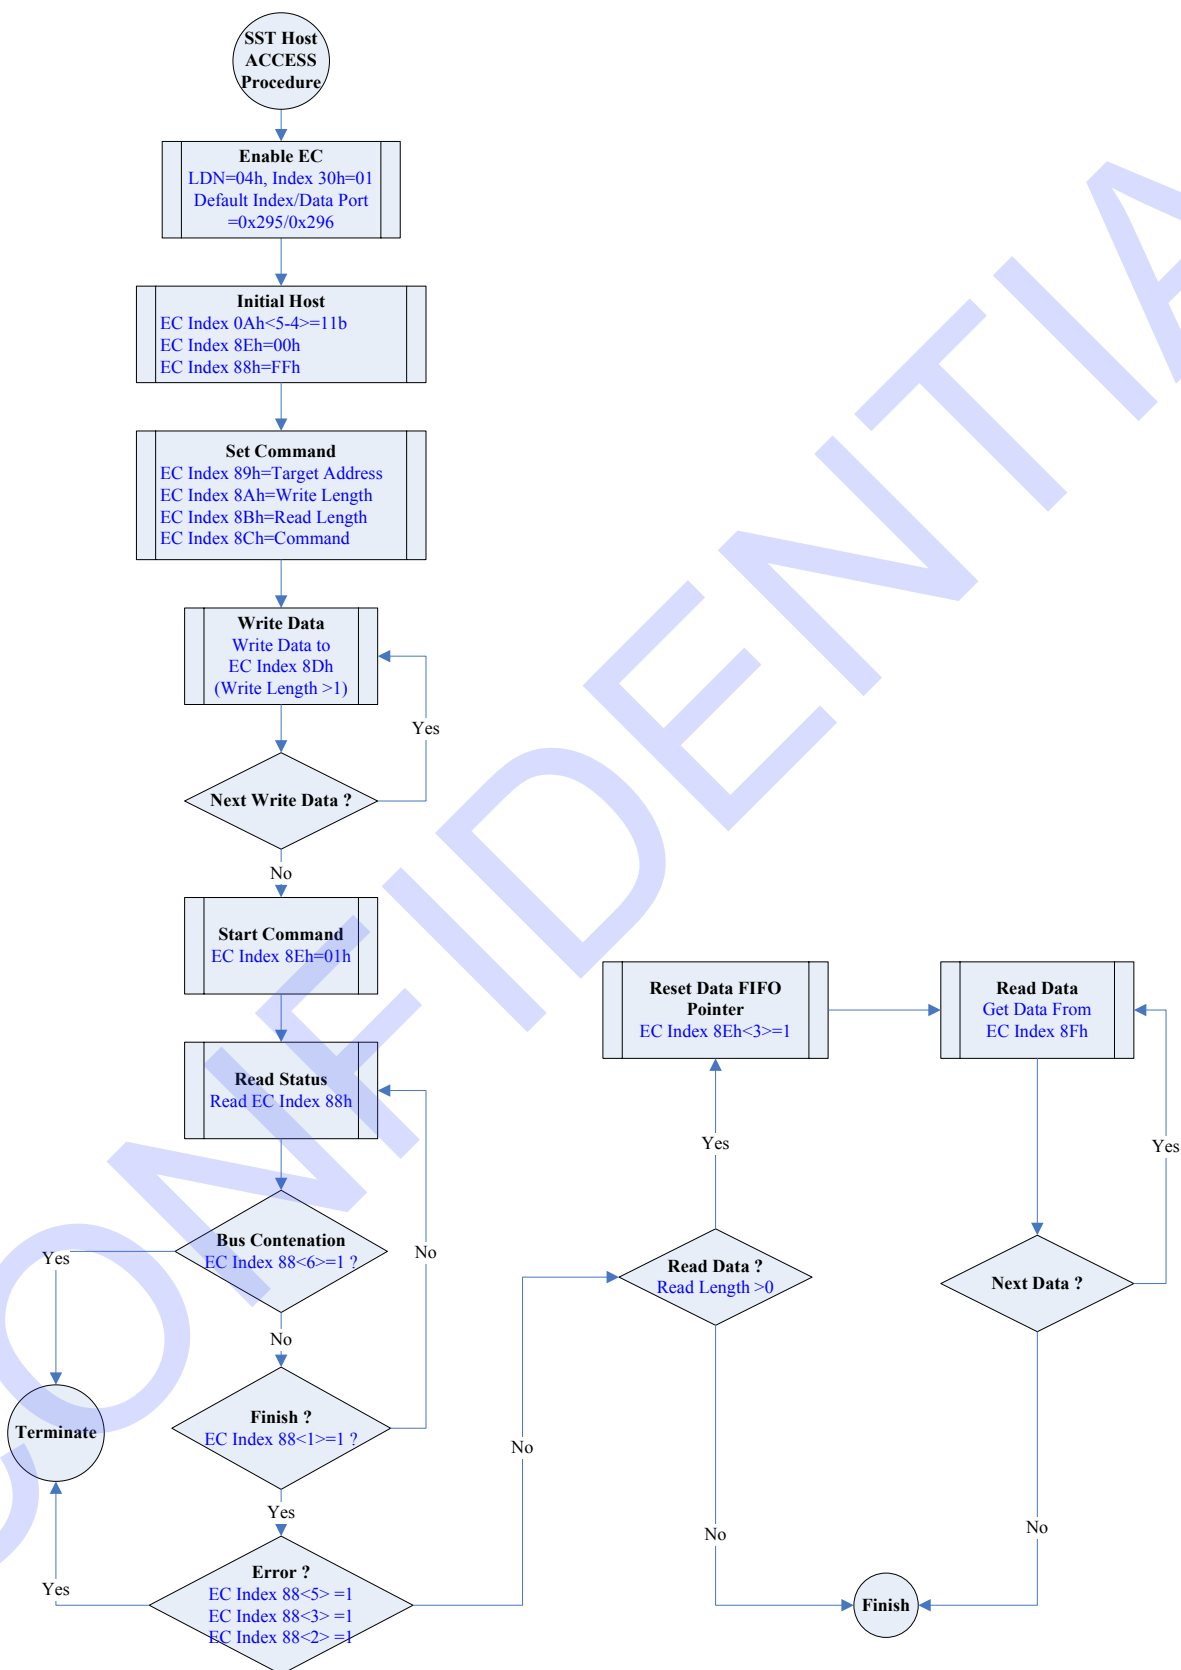 SST Host
ACCESS
Procedure
Enable EC
LDN=04h, Index 30h=01
Default Index/Data Port
=0x295/0x296
Initial Host
EC Index 0Ah<5-4>=11b
EC Index 8Eh=00h
EC Index 88h=FFh
Set Command
EC Index 89h=Target Address
EC Index 8Ah=Write Length
EC Index 8Bh=Read Length
EC Index 8Ch=Command
Write Data
Write Data to
EC Index 8Dh
(Write Length >1)
Yes
Next Write Data ?
No
Start Command
EC Index 8Eh=01h
Read Status
Read EC Index 88h
Bus Contenation
EC Index 88<6>=1 ?
Yes
No
No
Finish ?
EC Index 88<1>=1 ?
Terminate
Yes
Error ?
EC Index 88<5> =1
EC Index 88<3> =1
EC Index 88<2> =1
Yes
No
Reset Data FIFO
Pointer
EC Index 8Eh<3>=1
Yes
Read Data ?
Read Length >0
No
Read Data
Get Data From
EC Index 8Fh
Yes
Next Data ?
No
Finish
CONFIDENTIA